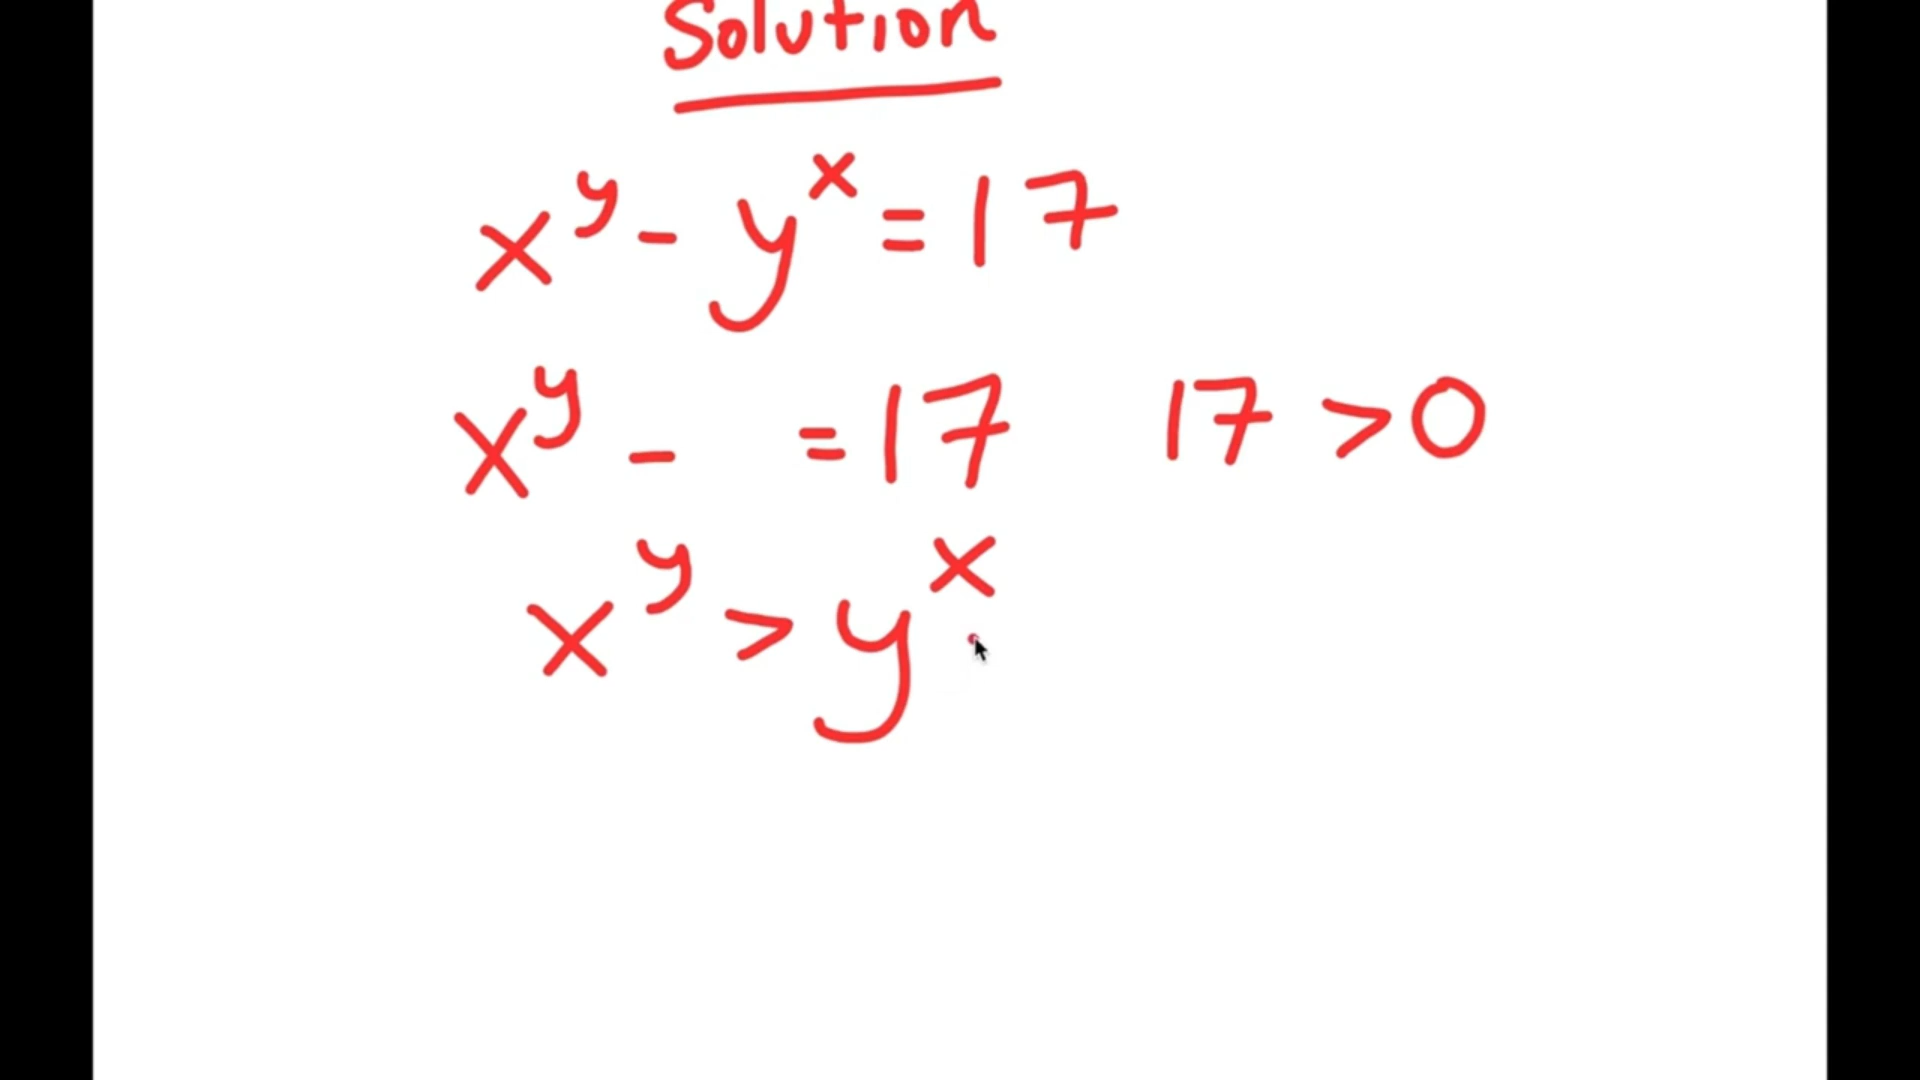 Solution
x^y - y^x = 17
x^y - = 17 17 > 0
x^y > y^x